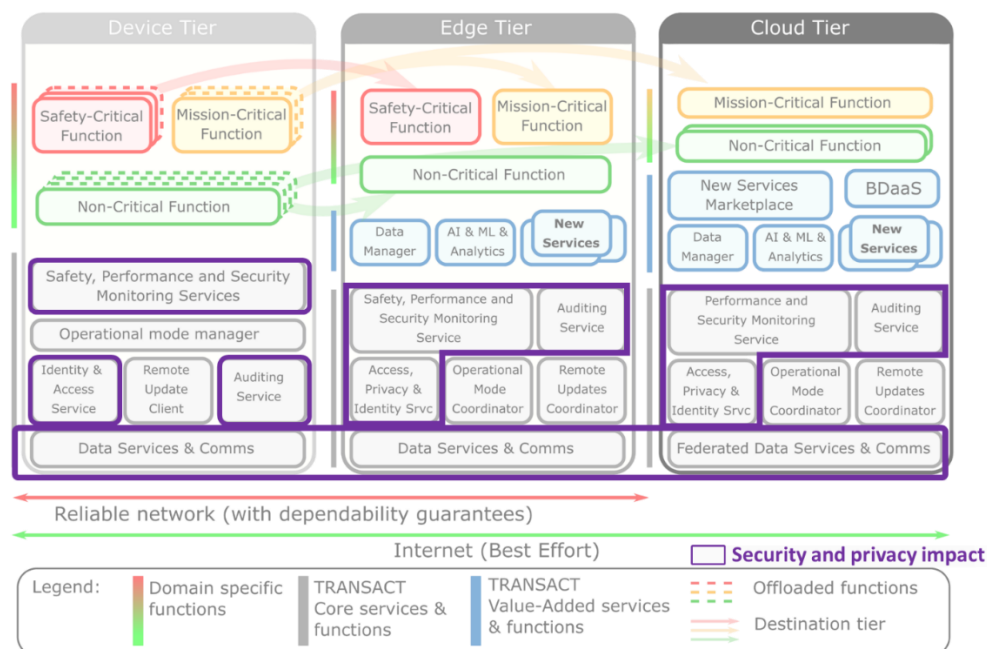 Device Tier
Edge Tier
Cloud Tier
Safety-Critical
Function
Mission-Critical
Function
Non-Critical Function
Safety, Performance and Security
Monitoring Services
Operational mode manager
Identity &
Access
Service
Remote
Update
Client
Auditing
Service
Data Services & Comms
Safety-Critical
Function
Mission-Critical
Function
Non-Critical Function
Data
Manager
AI & ML &
Analytics
New
Services
Safety, Performance and
Security Monitoring
Service
Auditing
Service
Access,
Privacy &
Identity Srvc
Operational
Mode
Coordinator
Remote
Updates
Coordinator
Data Services & Comms
Mission-Critical Function
Non-Critical Function
New Services
Marketplace
BDaaS
Data
Manager
AI & ML &
Analytics
New
Services
Performance and
Security Monitoring
Service
Auditing
Service
Access,
Privacy &
Identity Srvc
Operational
Mode
Coordinator
Remote
Updates
Coordinator
Federated Data Services & Comms
Reliable network (with dependability guarantees)
Internet (Best Effort)
Security and privacy impact
Legend:
Domain specific
functions
TRANSACT
Core services &
functions
TRANSACT
Value-Added services
& functions
Offloaded functions
Destination tier